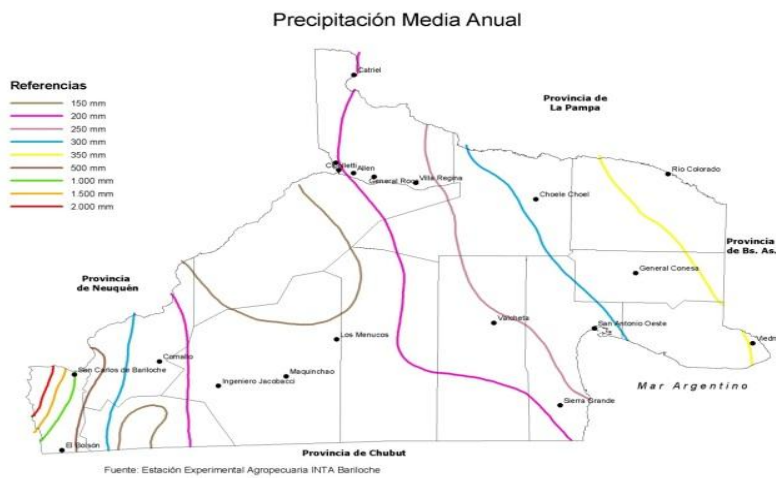 Precipitación Media Anual
Referencias
150 mm
200 mm
250 mm
300 mm
350 mm
500 mm
1.000 mm
1.500 mm
2.000 mm
Catriel
Provincia de
La Pampa
Allen
General Roca
Villa Regina
Río Colorado
Choele Choel
Provincia
de Bs. As.
General Conesa
Provincia
de Neuquén
Valcheta
San Antonio Oeste
Los Menucos
Viedma
Comallo
San Carlos de Bariloche
Maquinchao
Ingeniero Jacobacci
Mar Argentino
Sierra Grande
El Bolsón
Provincia de Chubut
Fuente: Estación Experimental Agropecuaria INTA Bariloche